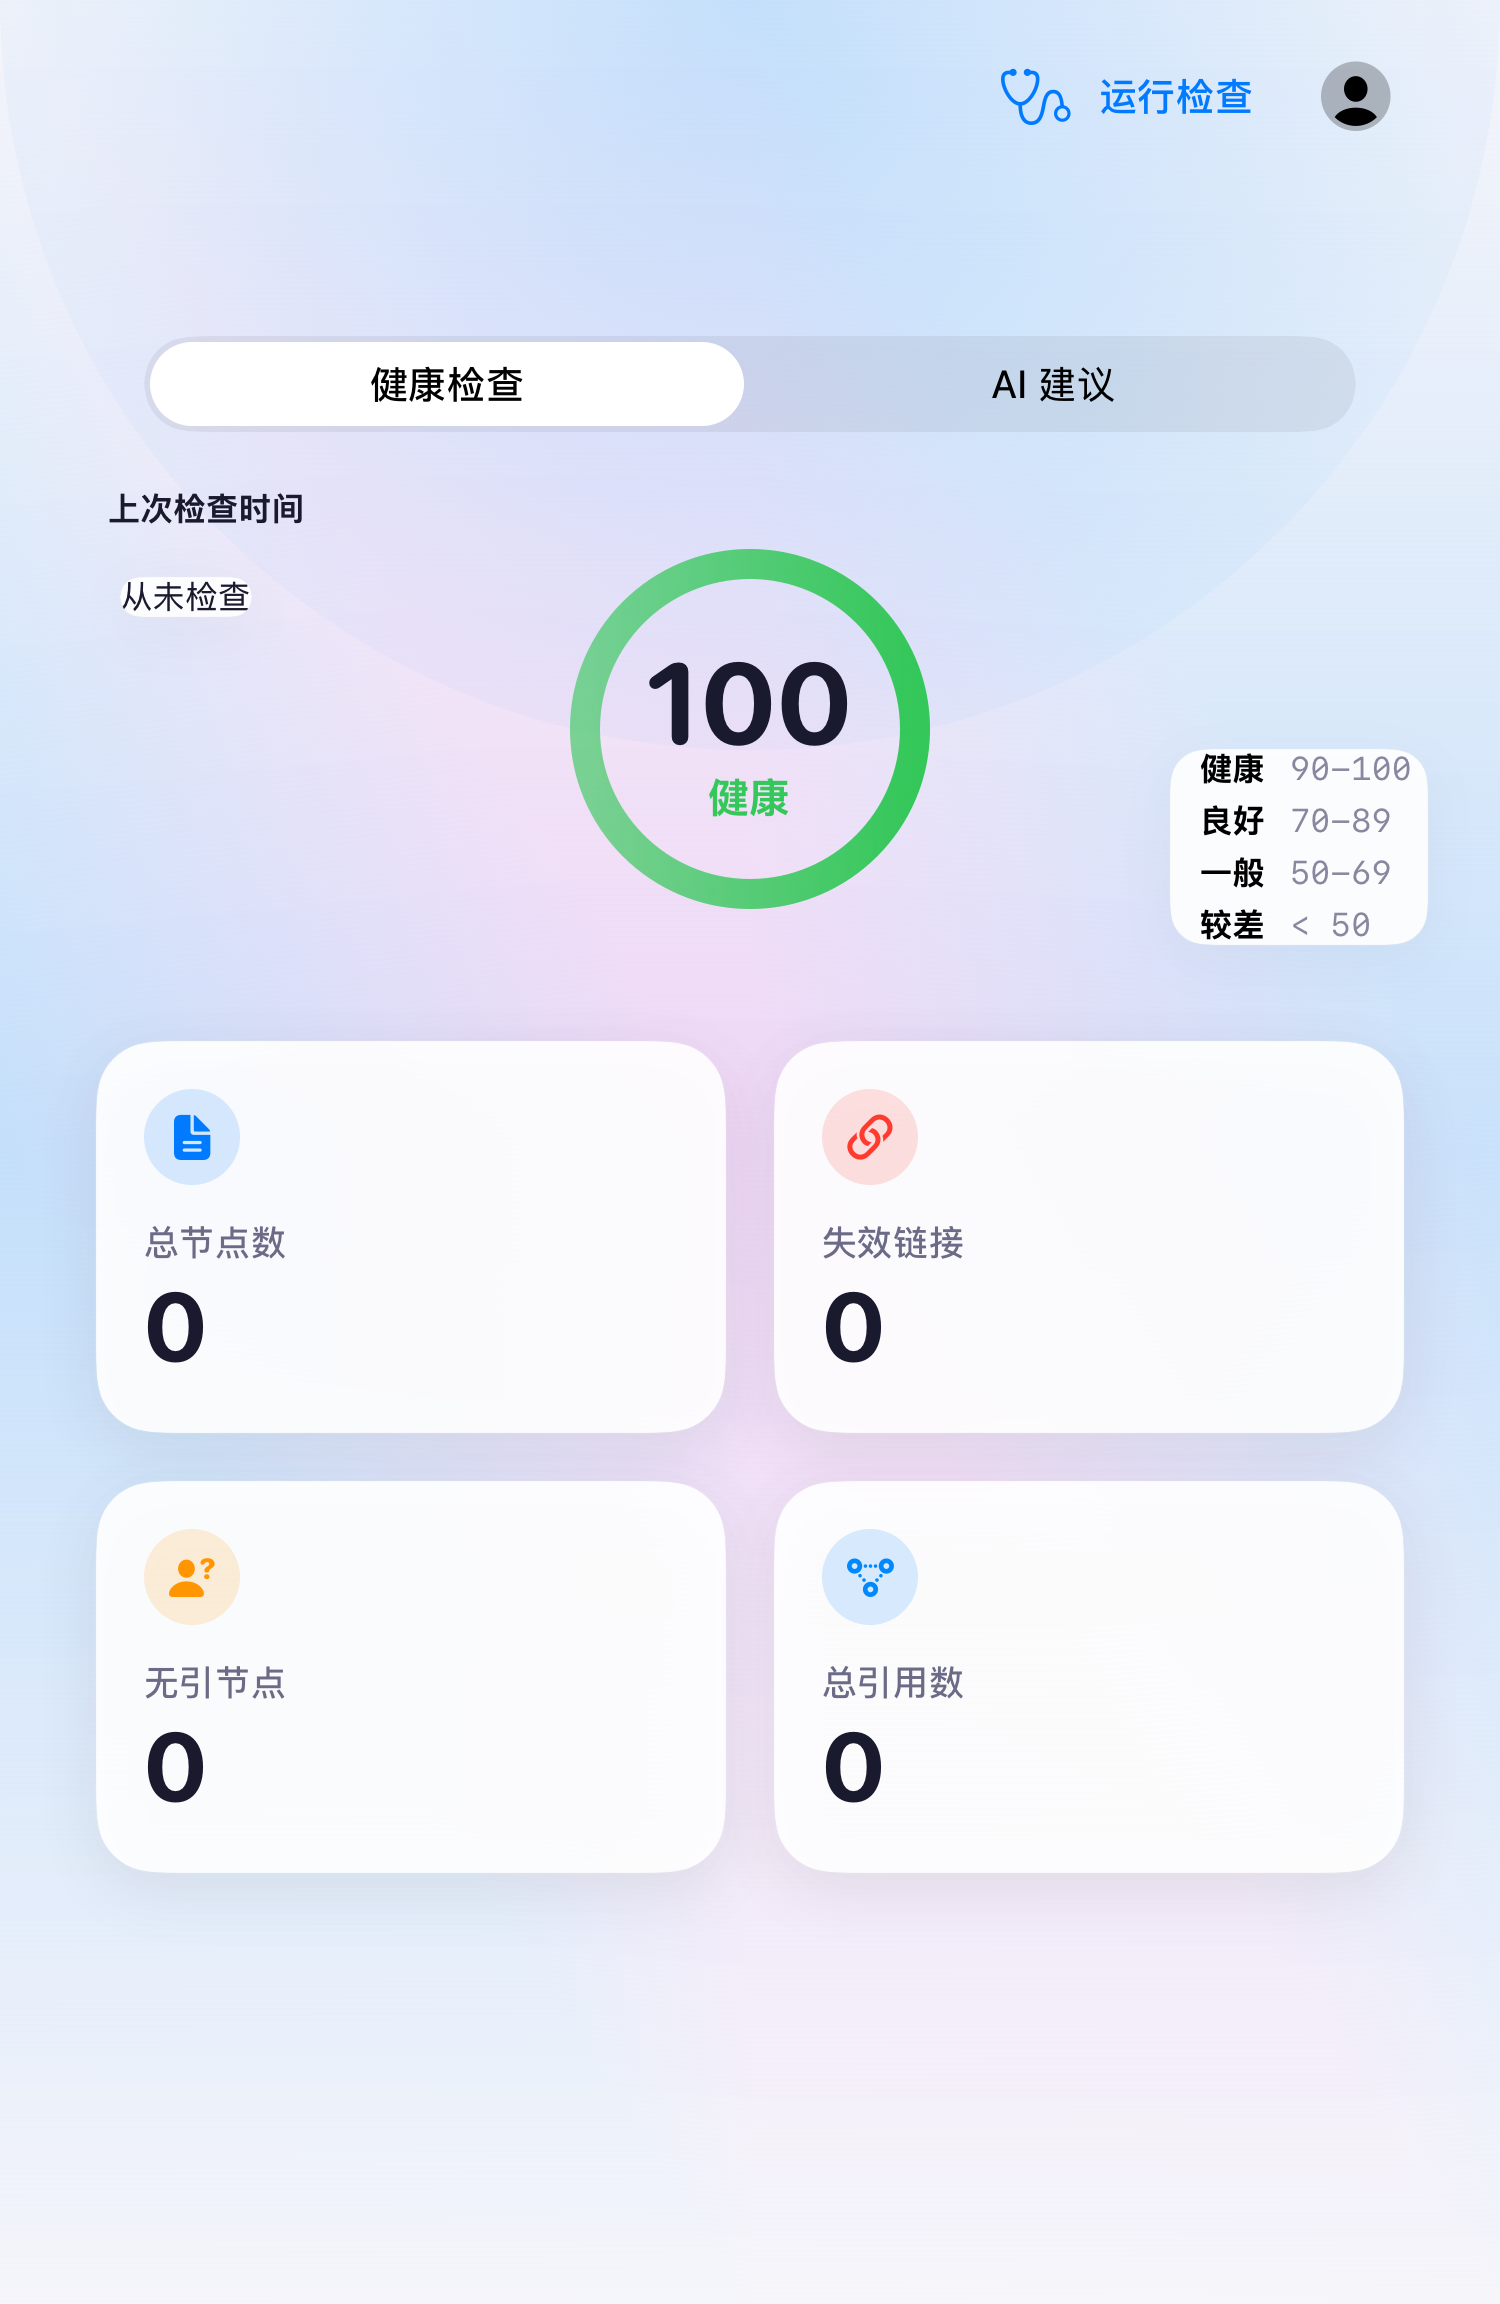 运行检查
健康检查
AI 建议
上次检查时间
从未检查
100
健康
健康 90–100
良好 70–89
一般 50–69
较差 < 50
总节点数
0
失效链接
0
无引节点
0
总引用数
0